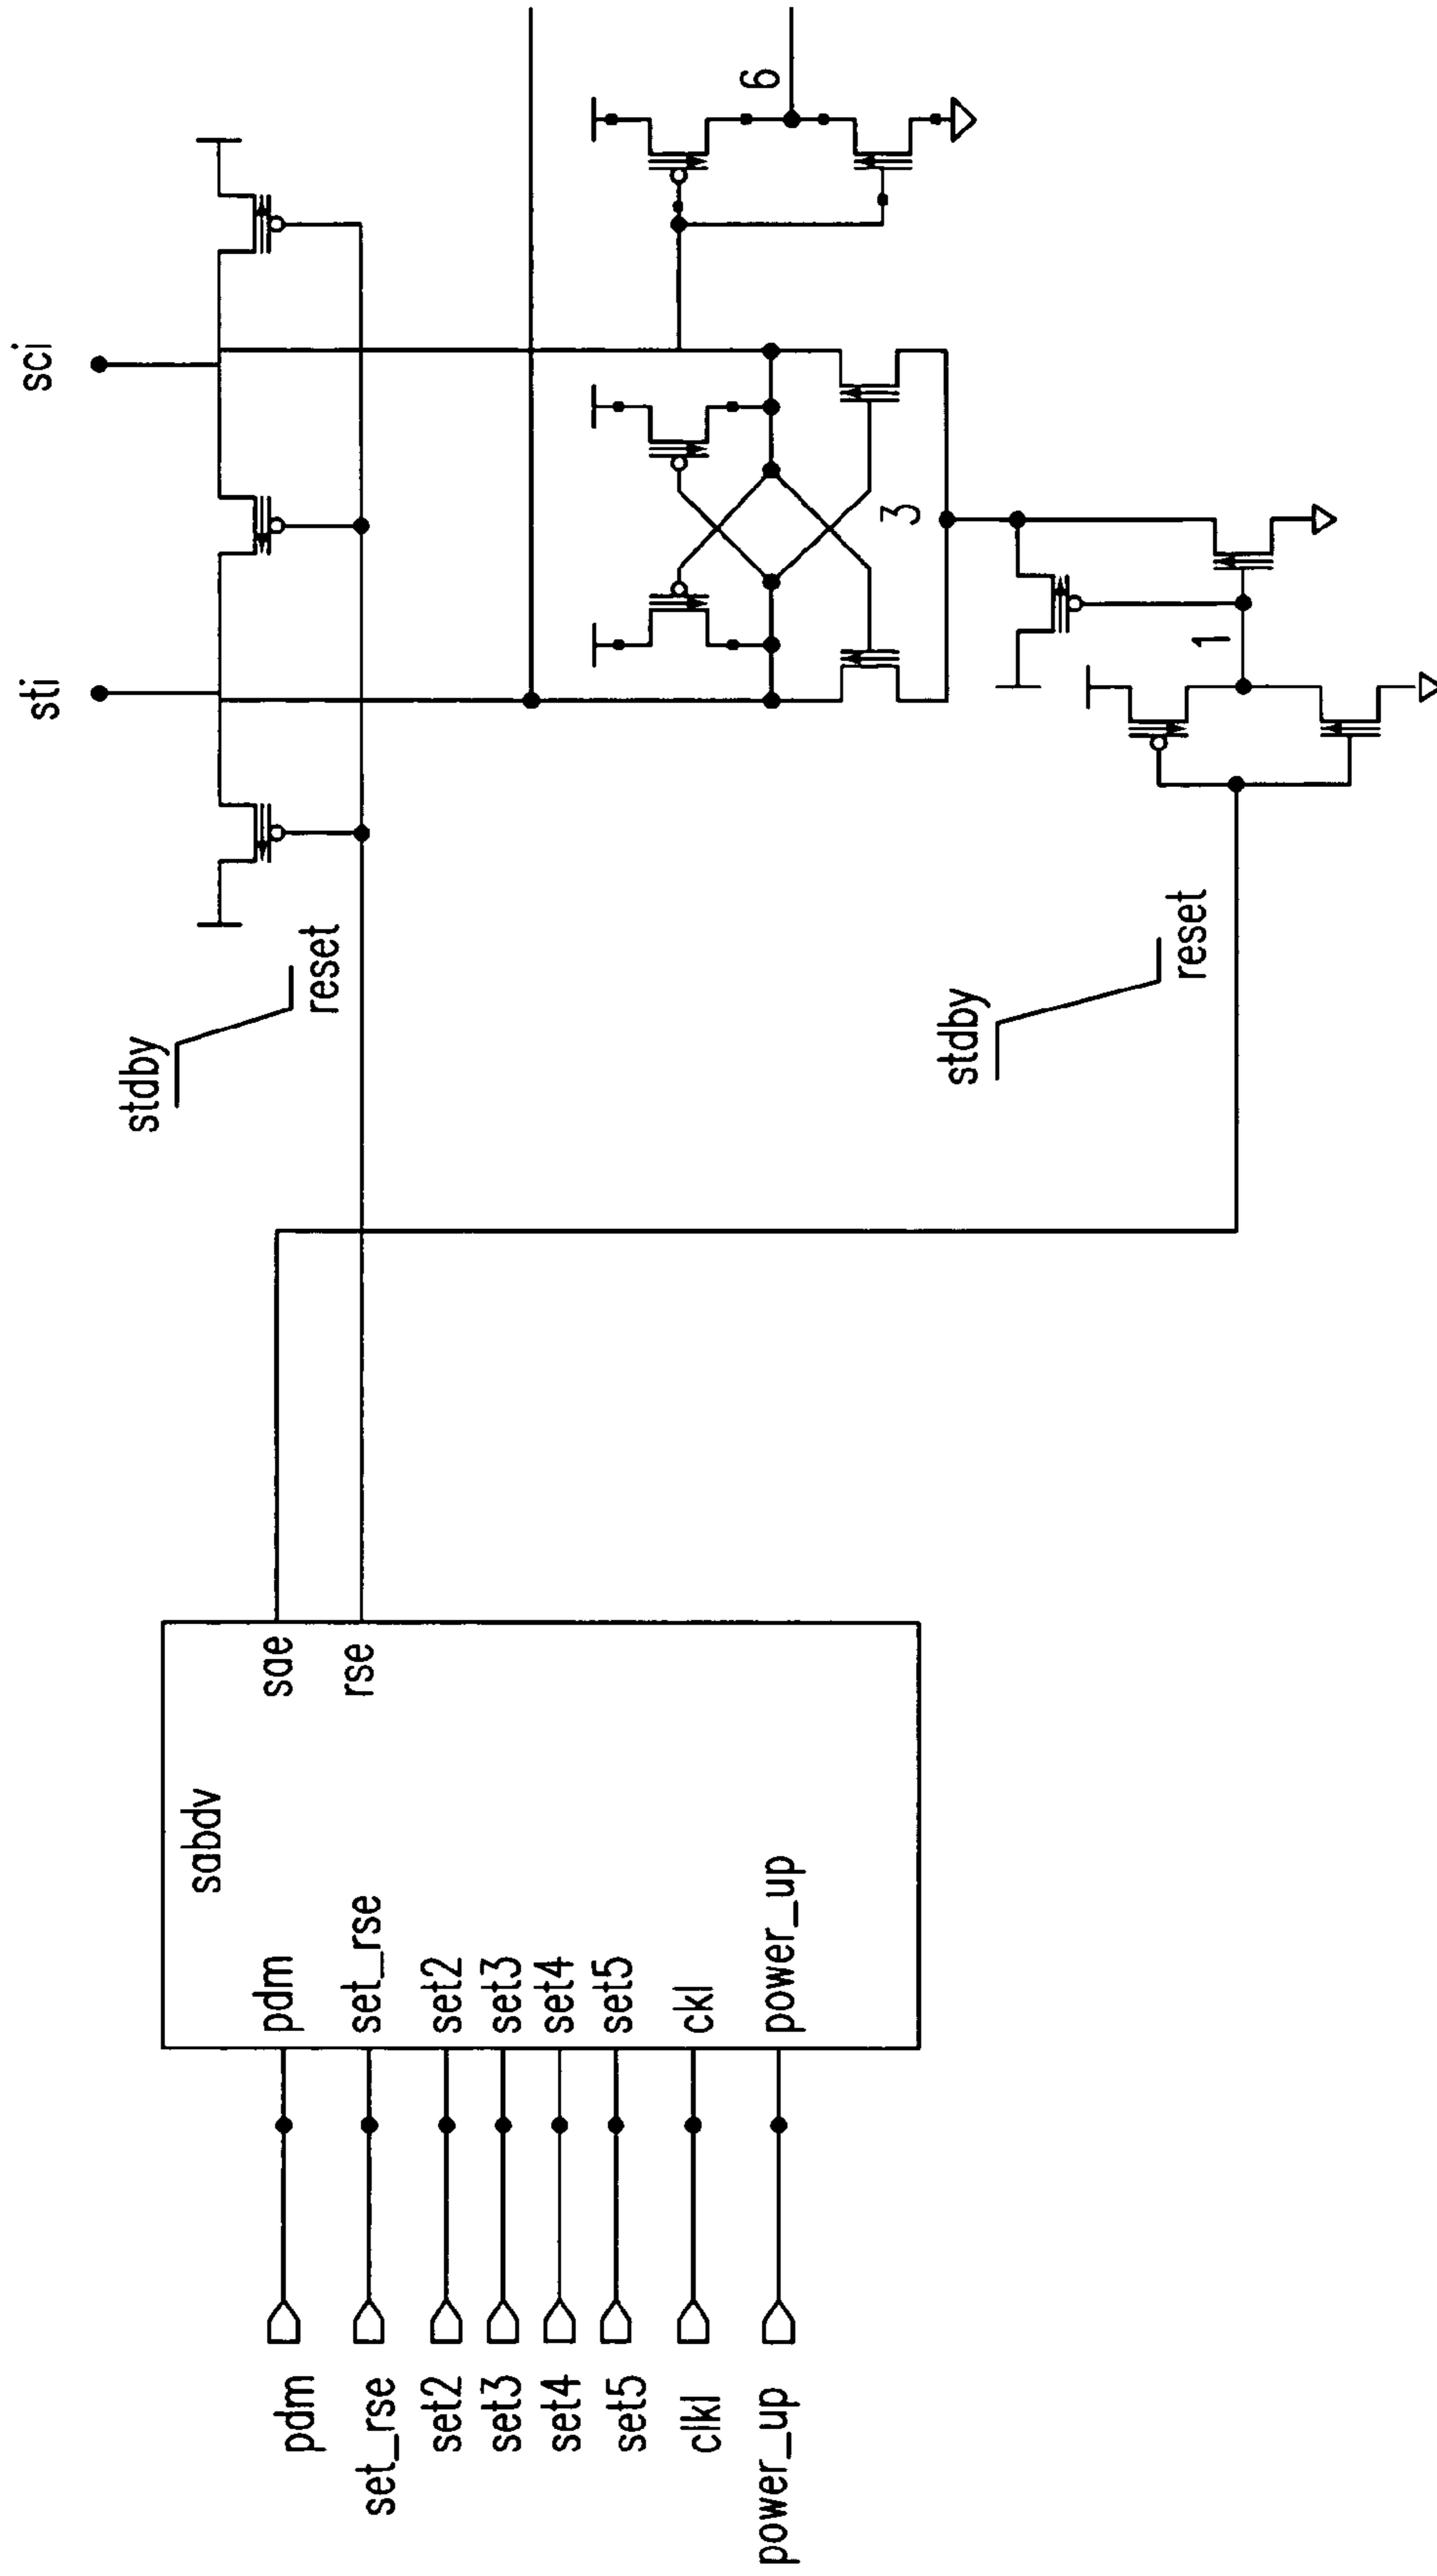 sti
sci
stdby
reset
6
3
1
stdby
reset
sabdv
sae
rse
pdm
set_rse
set2
set3
set4
set5
ckl
power_up
pdm
set_rse
set2
set3
set4
set5
clkl
power_up